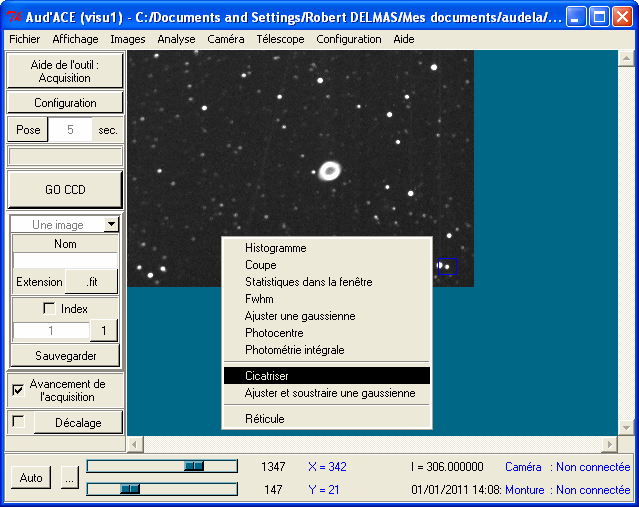 Aud'ACE (visu1) - C:/Documents and Settings/Robert DELMAS/Mes documents/audela/...
Fichier Affichage Images Analyse Caméra Télescope Configuration Aide
Aide de l'outil :
Acquisition
Configuration
Pose 5 sec.
GO CCD
Une image
Nom
Extension .fit
Index
1 1
Sauvegarder
Avancement de
l'acquisition
Décalage
Histogramme
Coupe
Statistiques dans la fenêtre
Fwhm
Ajuster une gaussienne
Photocentre
Photométrie intégrale
Cicatriser
Ajuster et soustraire une gaussienne
Réticule
Auto ... 1347 X = 342 I = 306.000000 Caméra : Non connectée
147 Y = 21 01/01/2011 14:08: Monture : Non connectée